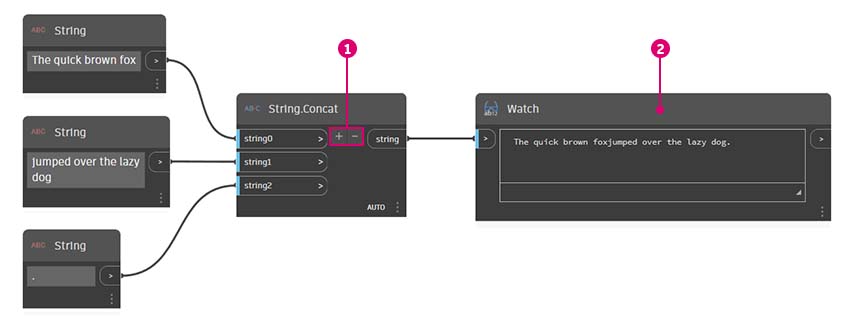 ABC String
The quick brown fox >
ABC String
jumped over the lazy
dog >
ABC String
. >
AB+C String.Concat
string0 > + − string
string1 >
string2 >
AUTO
1
2
Watch
>
The quick brown foxjumped over the lazy dog.
>